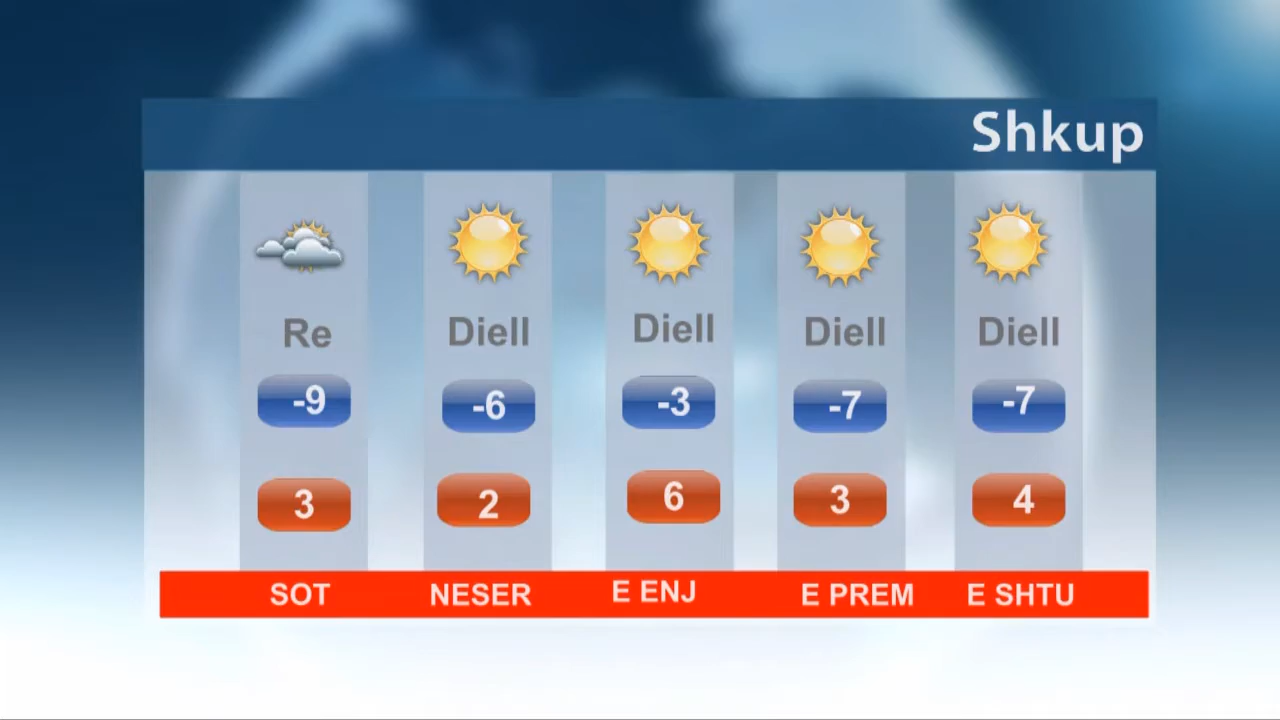 Shkup
Re Diell Diell Diell Diell
-9 -6 -3 -7 -7
3 2 6 3 4
SOT NESER E ENJ E PREM E SHTU